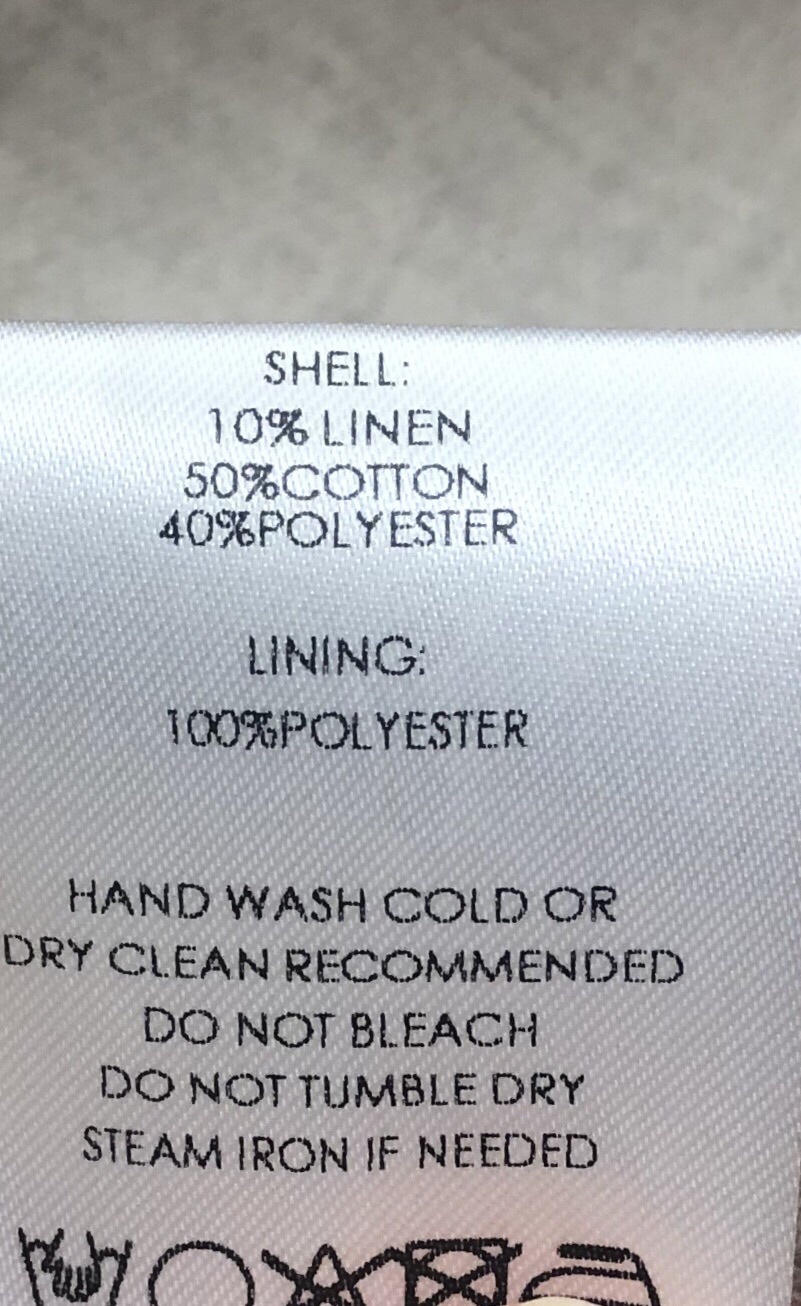 SHELL:
10% LINEN
50%COTTON
40%POLYESTER
LINING:
100%POLYESTER
HAND WASH COLD OR
DRY CLEAN RECOMMENDED
DO NOT BLEACH
DO NOT TUMBLE DRY
STEAM IRON IF NEEDED